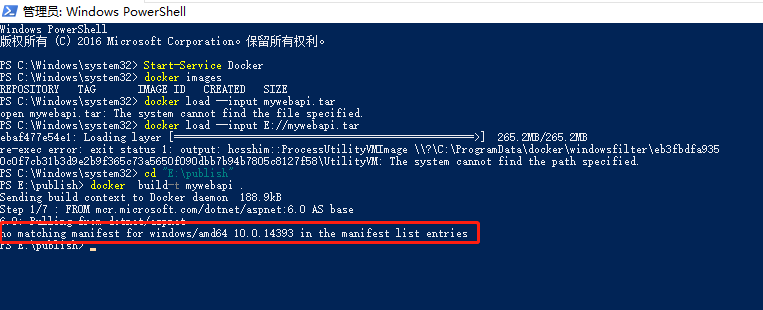 管理员: Windows PowerShell
Windows PowerShell
版权所有 (C) 2016 Microsoft Corporation。保留所有权利。
PS C:\Windows\system32> Start-Service Docker
PS C:\Windows\system32> docker images
REPOSITORY TAG IMAGE ID CREATED SIZE
PS C:\Windows\system32> docker load --input mywebapi.tar
open mywebapi.tar: The system cannot find the file specified.
PS C:\Windows\system32> docker load --input E://mywebapi.tar
ebaf477e54e1: Loading layer [==================================================>] 265.2MB/265.2MB
re-exec error: exit status 1: output: hcsshim::ProcessUtilityVMImage \\?\C:\ProgramData\docker\windowsfilter\eb3fbdfa935
0c0f7cb31b3d9e2b9f365c73a5650f090dbb7b94b7805c8127f58\UtilityVM: The system cannot find the path specified.
PS C:\Windows\system32> cd "E:\publish"
PS E:\publish> docker build-t mywebapi .
Sending build context to Docker daemon 188.9kB
Step 1/7 : FROM mcr.microsoft.com/dotnet/aspnet:6.0 AS base
6.0: Pulling from dotnet/aspnet
no matching manifest for windows/amd64 10.0.14393 in the manifest list entries
PS E:\publish>